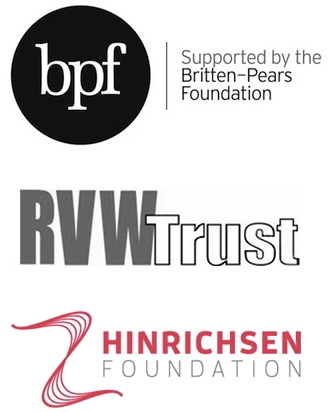 bpf
Supported by the
Britten–Pears
Foundation
RVW Trust
HINRICHSEN
FOUNDATION